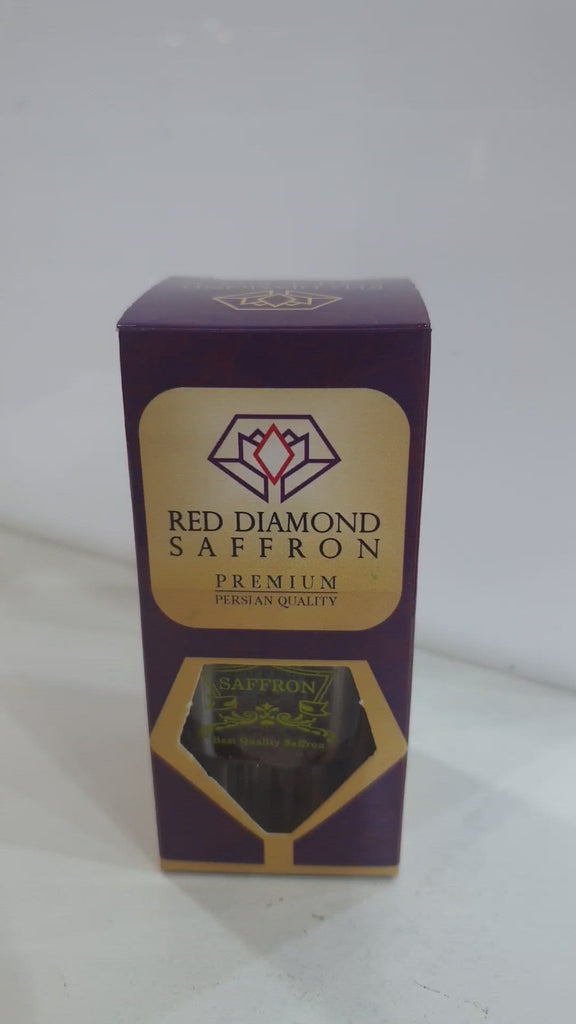 RED DIAMOND
SAFFRON
PREMIUM
PERSIAN QUALITY
SAFFRON
Best Quality Saffron